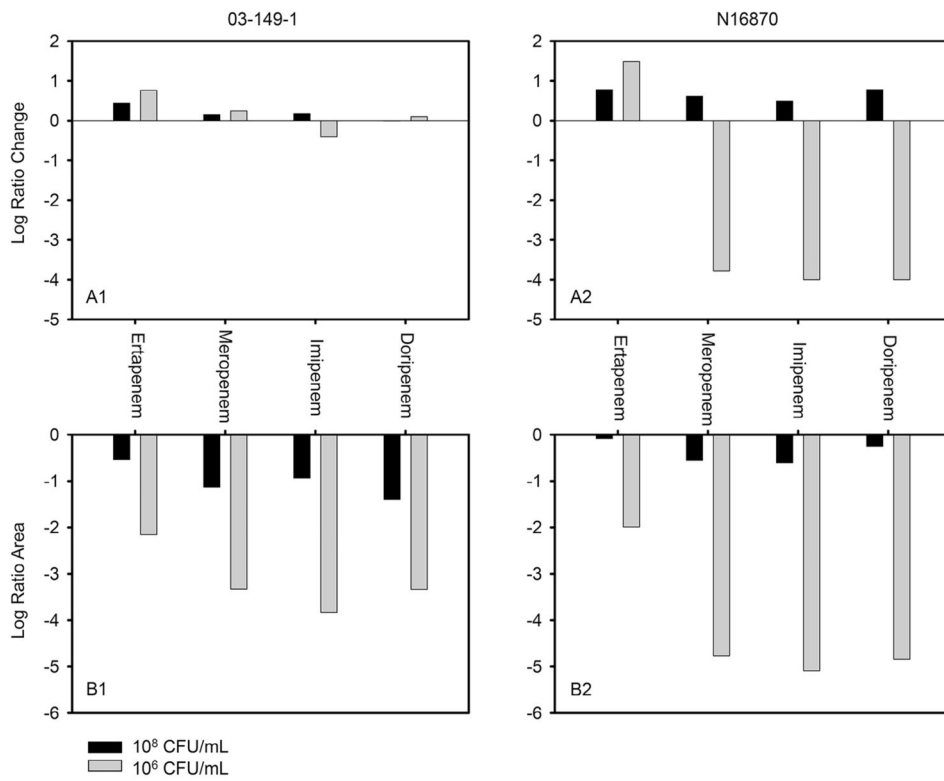 03-149-1
N16870
Log Ratio Change
2
1
0
-1
-2
-3
-4
-5
A1
2
1
0
-1
-2
-3
-4
-5
A2
Ertapenem
Meropenem
Imipenem
Doripenem
Ertapenem
Meropenem
Imipenem
Doripenem
Log Ratio Area
0
-1
-2
-3
-4
-5
-6
B1
0
-1
-2
-3
-4
-5
-6
B2
10⁸ CFU/mL
10⁶ CFU/mL